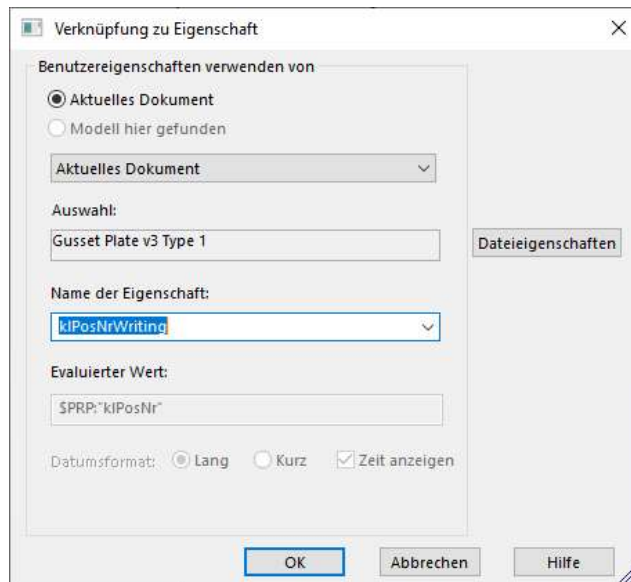 Verknüpfung zu Eigenschaft
Benutzereigenschaften verwenden von
Aktuelles Dokument
Modell hier gefunden
Aktuelles Dokument
Auswahl:
Gusset Plate v3 Type 1
Dateieigenschaften
Name der Eigenschaft:
klPosNrWriting
Evaluierter Wert:
$PRP:"klPosNr"
Datumsformat: Lang Kurz Zeit anzeigen
OK Abbrechen Hilfe